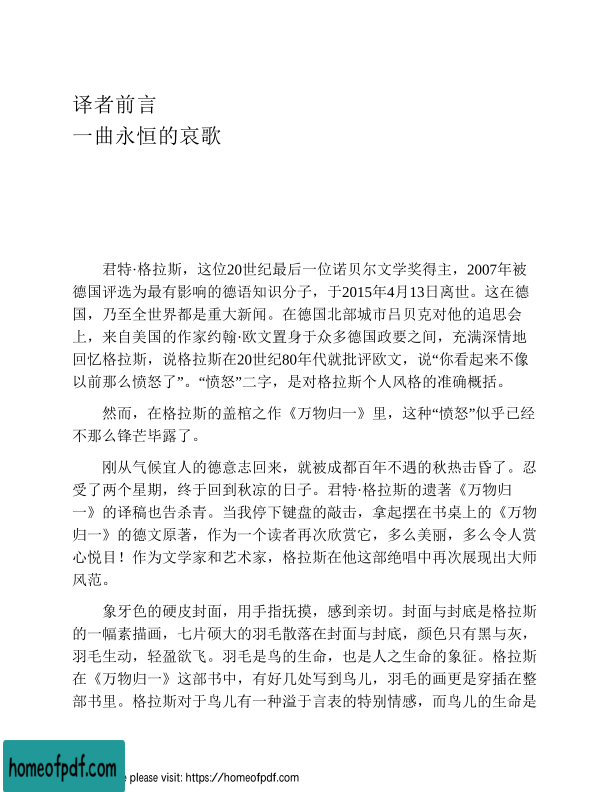 译者前言
一曲永恒的哀歌
君特·格拉斯，这位20世纪最后一位诺贝尔文学奖得主，2007年被
德国评选为最有影响的德语知识分子，于2015年4月13日离世。这在德
国，乃至全世界都是重大新闻。在德国北部城市吕贝克对他的追思会
上，来自美国的作家约翰·欧文置身于众多德国政要之间，充满深情地
回忆格拉斯，说格拉斯在20世纪80年代就批评欧文，说“你看起来不像
以前那么愤怒了”。“愤怒”二字，是对格拉斯个人风格的准确概括。
然而，在格拉斯的盖棺之作《万物归一》里，这种“愤怒”似乎已经
不那么锋芒毕露了。
刚从气候宜人的德意志回来，就被成都百年不遇的秋热击昏了。忍
受了两个星期，终于回到秋凉的日子。君特·格拉斯的遗著《万物归
一》的译稿也告杀青。当我停下键盘的敲击，拿起摆在书桌上的《万物
归一》的德文原著，作为一个读者再次欣赏它，多么美丽，多么令人赏
心悦目！作为文学家和艺术家，格拉斯在他这部绝唱中再次展现出大师
风范。
象牙色的硬皮封面，用手指抚摸，感到亲切。封面与封底是格拉斯
的一幅素描画，七片硕大的羽毛散落在封面与封底，颜色只有黑与灰，
羽毛生动，轻盈欲飞。羽毛是鸟的生命，也是人之生命的象征。格拉斯
在《万物归一》这部书中，有好几处写到鸟儿，羽毛的画更是穿插在整
部书里。格拉斯对于鸟儿有一种溢于言表的特别情感，而鸟儿的生命是
homeofpdf.com
e please visit: https://homeofpdf.com